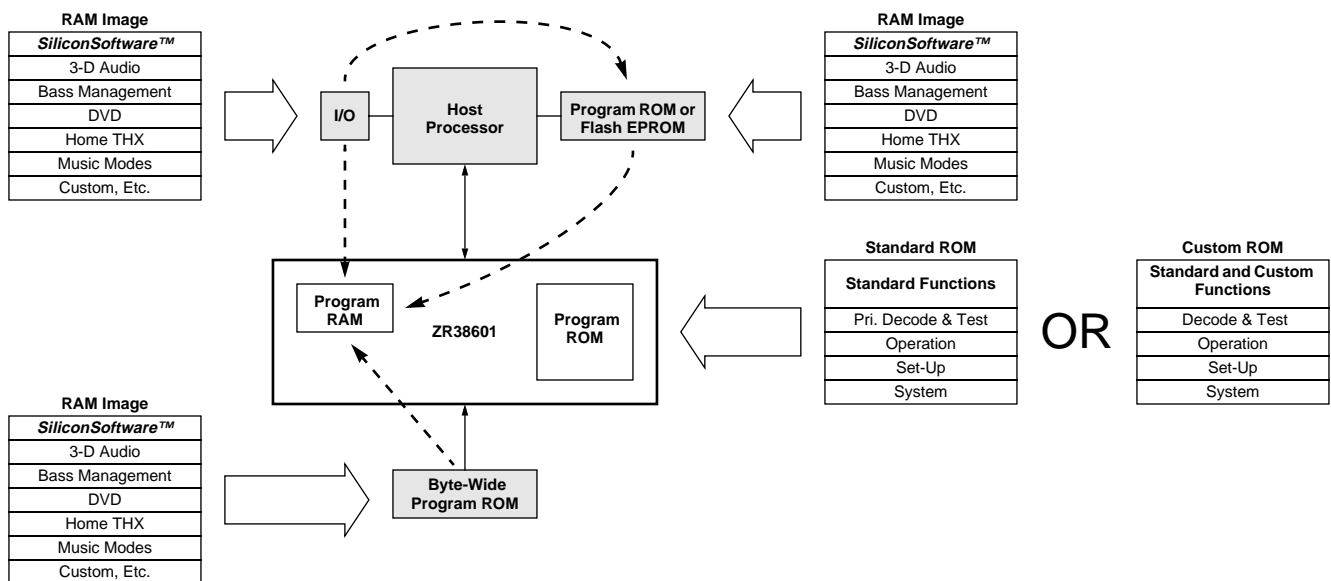 RAM Image
SiliconSoftware™
3-D Audio
Bass Management
DVD
Home THX
Music Modes
Custom, Etc.
I/O
Host
Processor
Program ROM or
Flash EPROM
RAM Image
SiliconSoftware™
3-D Audio
Bass Management
DVD
Home THX
Music Modes
Custom, Etc.
Program
RAM
ZR38601
Program
ROM
Standard ROM
Standard Functions
Pri. Decode & Test
Operation
Set-Up
System
OR
Custom ROM
Standard and Custom
Functions
Decode & Test
Operation
Set-Up
System
RAM Image
SiliconSoftware™
3-D Audio
Bass Management
DVD
Home THX
Music Modes
Custom, Etc.
Byte-Wide
Program ROM